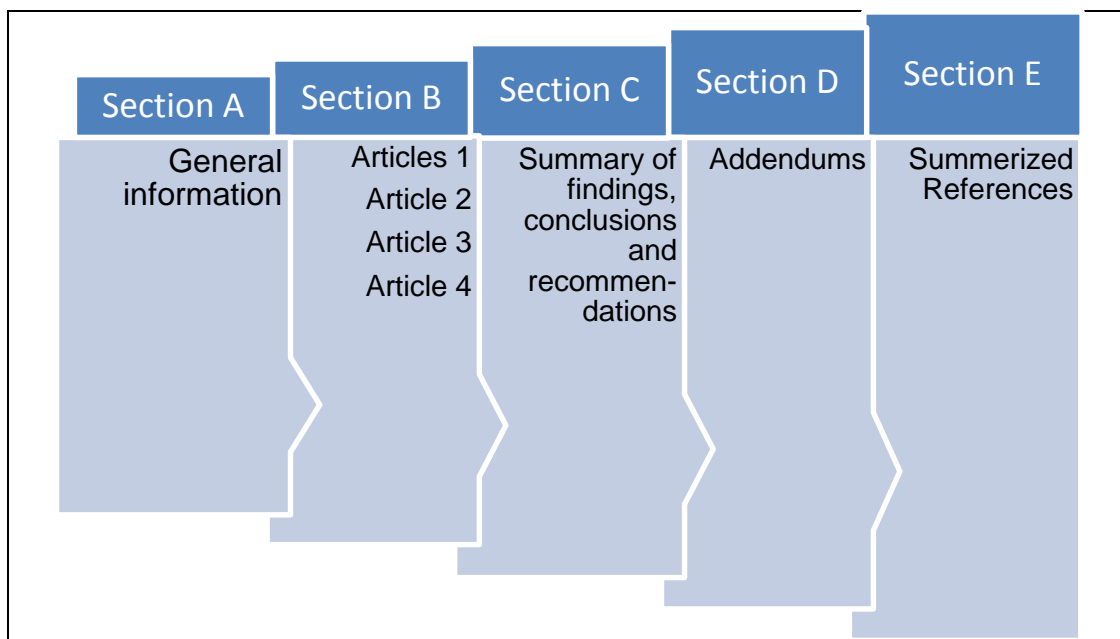 Section A
General
information
Section B
Articles 1
Article 2
Article 3
Article 4
Section C
Summary of
findings,
conclusions
and
recommen-
dations
Section D
Addendums
Section E
Summerized
References